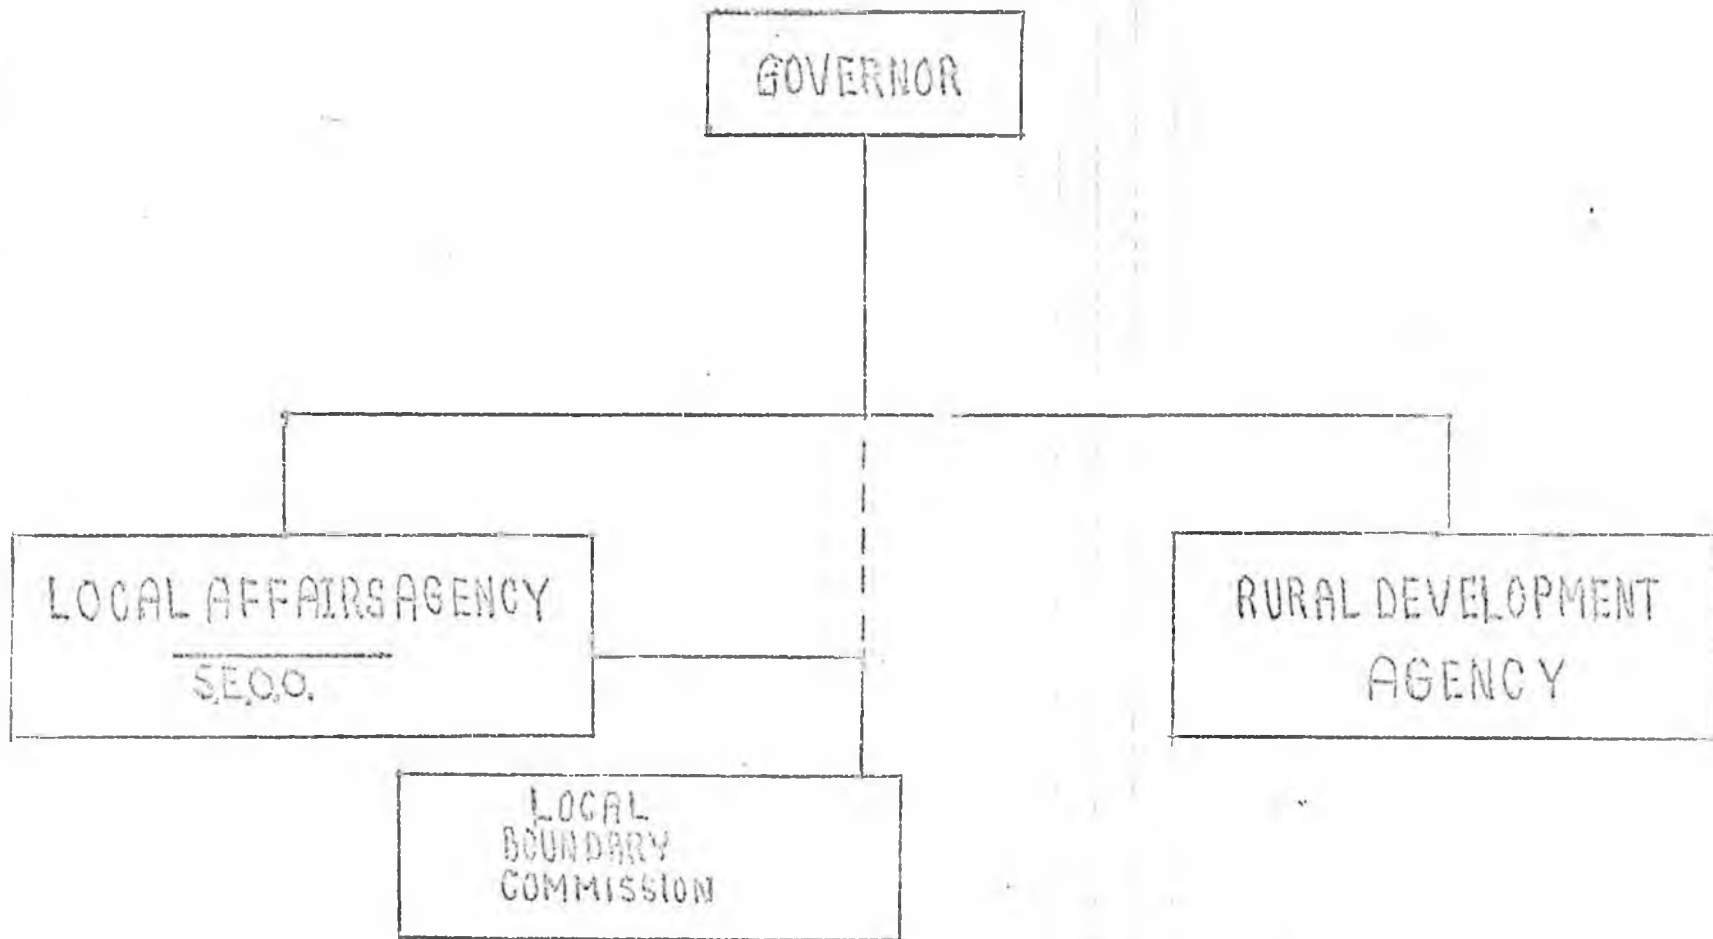 GOVERNOR
LOCAL AFFAIRS AGENCY
S.E.O.O.
RURAL DEVELOPMENT
AGENCY
LOCAL
BOUNDARY
COMMISSION